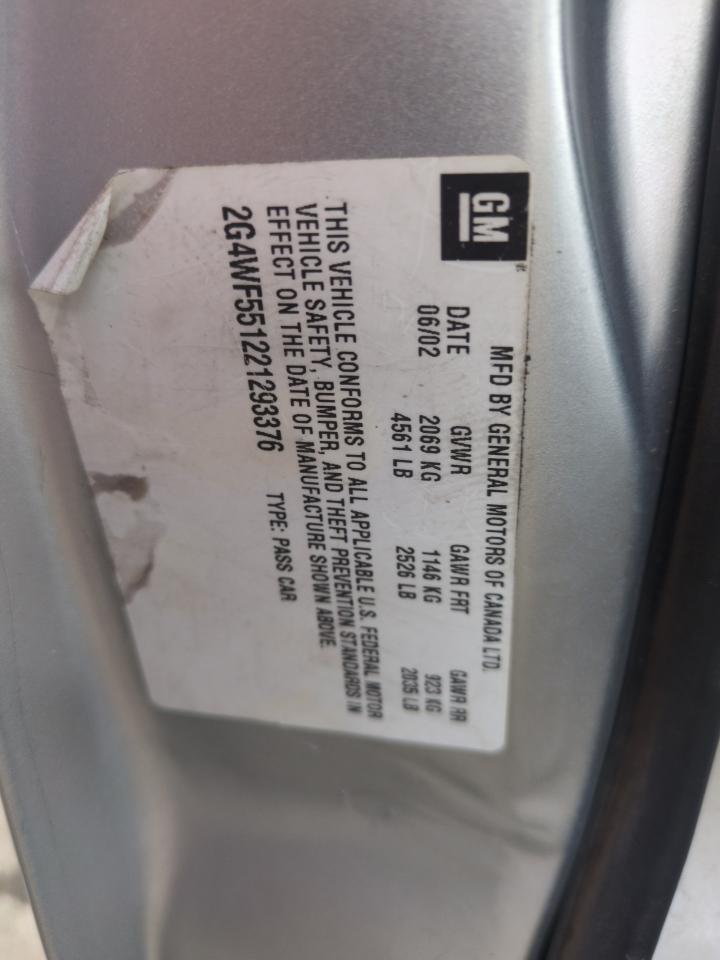 GM
MFD BY GENERAL MOTORS OF CANADA LTD.
DATE GVWR GAWR FRT GAWR RR
06/02 2069 KG 1146 KG 923 KG
4561 LB 2526 LB 2035 LB
THIS VEHICLE CONFORMS TO ALL APPLICABLE U.S. FEDERAL MOTOR
VEHICLE SAFETY, BUMPER, AND THEFT PREVENTION STANDARDS IN
EFFECT ON THE DATE OF MANUFACTURE SHOWN ABOVE.
2G4WF551221293376 TYPE: PASS CAR